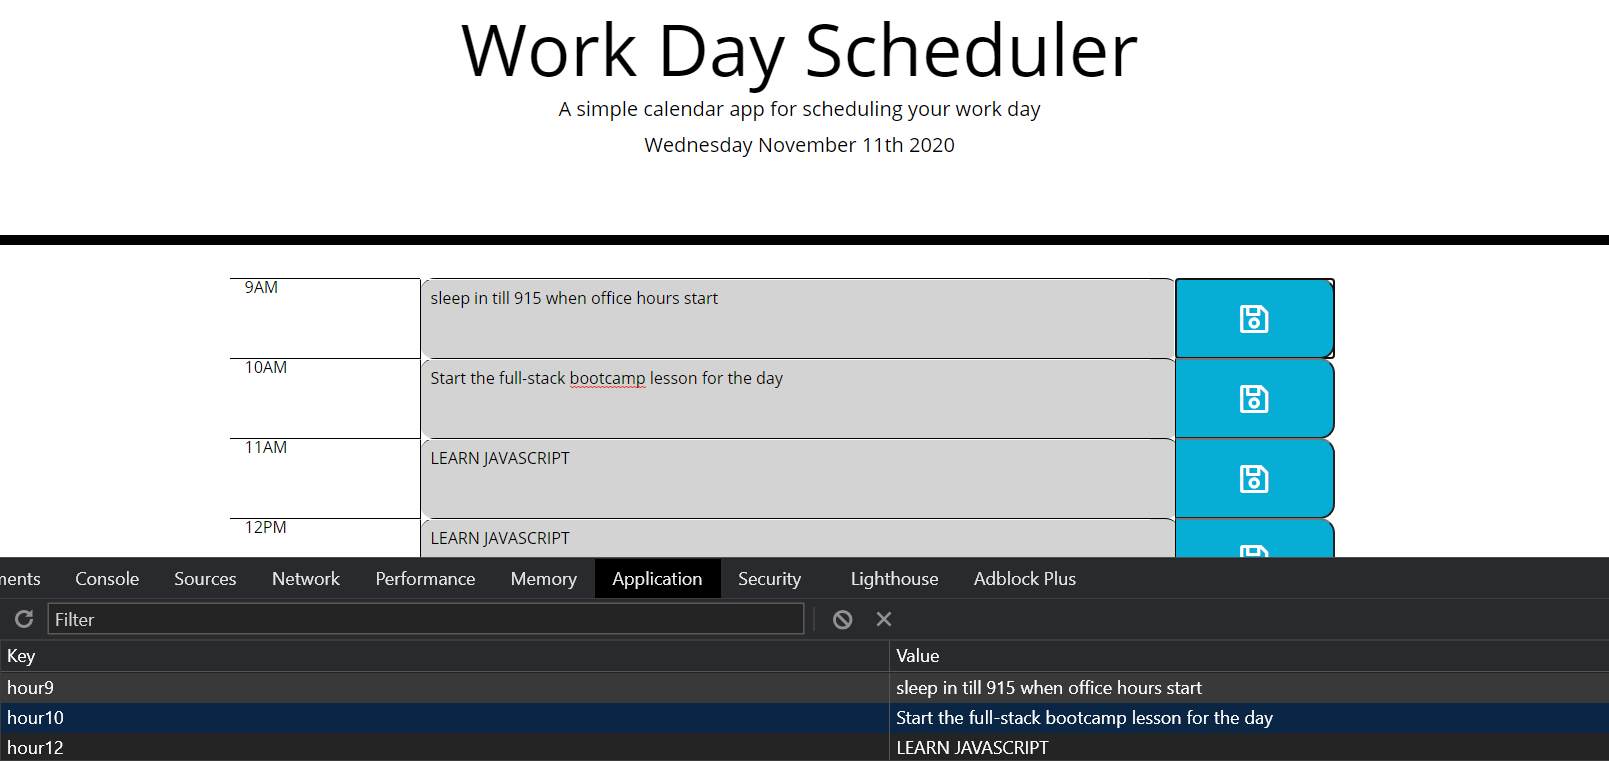 Work Day Scheduler
A simple calendar app for scheduling your work day
Wednesday November 11th 2020
9AM sleep in till 915 when office hours start
10AM Start the full-stack bootcamp lesson for the day
11AM LEARN JAVASCRIPT
12PM LEARN JAVASCRIPT
nents Console Sources Network Performance Memory Application Security Lighthouse Adblock Plus
Filter
Key Value
hour9 sleep in till 915 when office hours start
hour10 Start the full-stack bootcamp lesson for the day
hour12 LEARN JAVASCRIPT